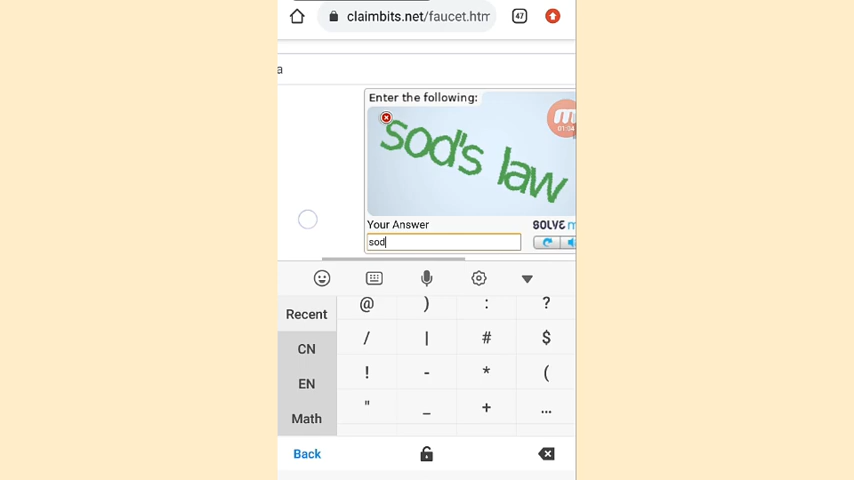 claimbits.net/faucet.htm
47
a
Enter the following:
sod's law
01:04
Your Answer
SOLVE m
sod
@ ) : ?
Recent
/ | # $
CN
! - * (
EN
" _ + ...
Math
Back